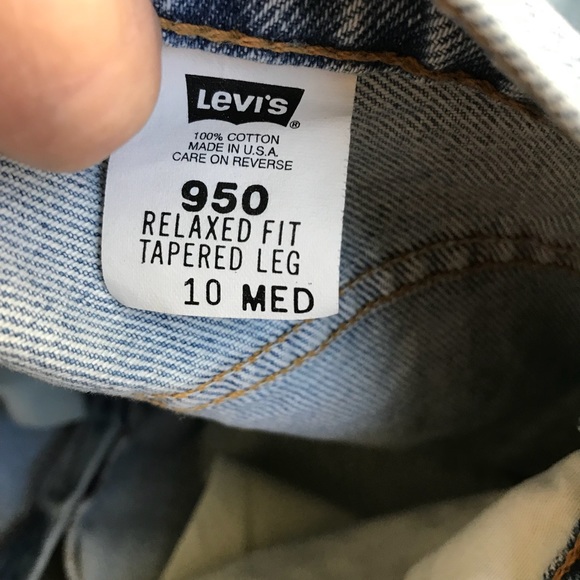 Levi's®
100% COTTON
MADE IN U.S.A.
CARE ON REVERSE
950
RELAXED FIT
TAPERED LEG
10 MED